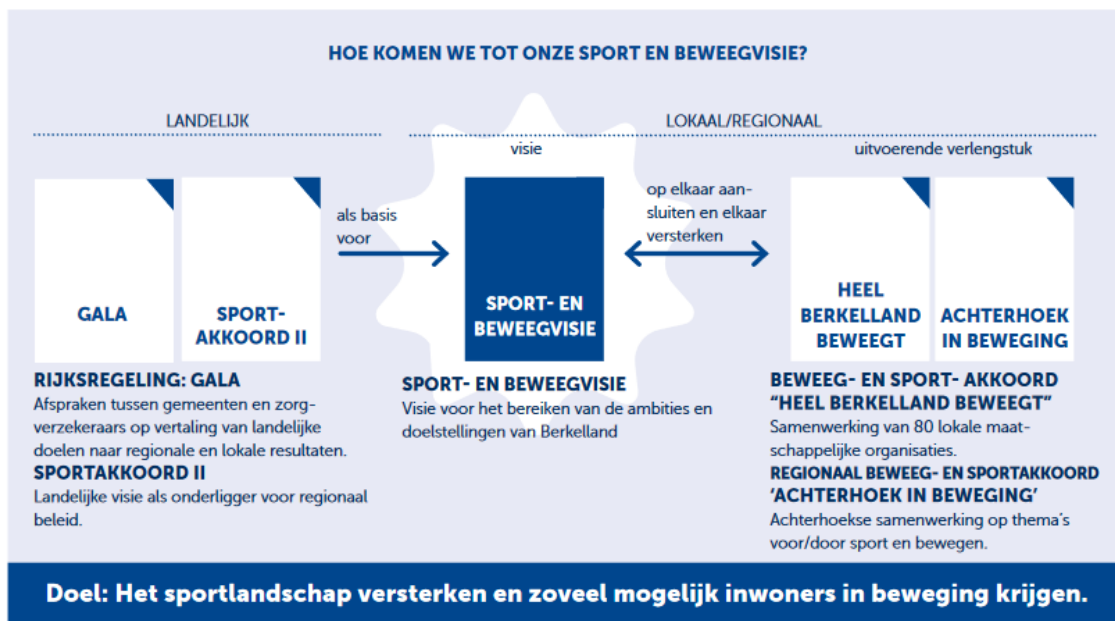 HOE KOMEN WE TOT ONZE SPORT EN BEWEEGVISIE?
LANDELIJK
LOKAAL/REGIONAAL
visie
uitvoerende verlengstuk
GALA
SPORT-
AKKOORD II
als basis
voor
SPORT- EN
BEWEEGVISIE
op elkaar aan-
sluiten en elkaar
versterken
HEEL
BERKELLAND
BEWEEGT
ACHTERHOEK
IN BEWEGING
RIJKSREGELING: GALA
Afspraken tussen gemeenten en zorg-
verzekeraars op vertaling van landelijke
doelen naar regionale en lokale resultaten.
SPORTAKKOORD II
Landelijke visie als onderligger voor regionaal
beleid.
SPORT- EN BEWEEGVISIE
Visie voor het bereiken van de ambities en
doelstellingen van Berkelland
BEWEEG- EN SPORT- AKKOORD
“HEEL BERKELLAND BEWEEGT”
Samenwerking van 80 lokale maat-
schappelijke organisaties.
REGIONAAL BEWEEG- EN SPORTAKKOORD
‘ACHTERHOEK IN BEWEGING’
Achterhoekse samenwerking op thema’s
voor/door sport en bewegen.
Doel: Het sportlandschap versterken en zoveel mogelijk inwoners in beweging krijgen.